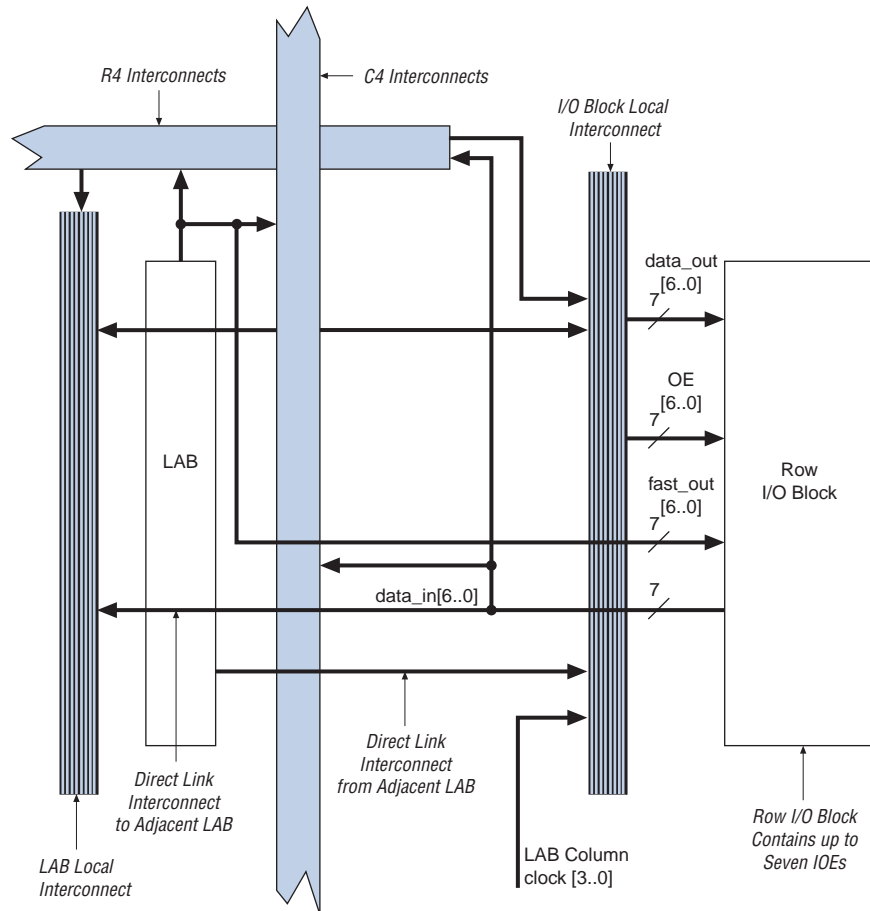 R4 Interconnects
C4 Interconnects
I/O Block Local
Interconnect
data_out
[6..0]
7
OE
[6..0]
7
LAB
Row
I/O Block
fast_out
[6..0]
7
7
data_in[6..0]
Direct Link
Interconnect
to Adjacent LAB
Direct Link
Interconnect
from Adjacent LAB
Row I/O Block
Contains up to
Seven IOEs
LAB Local
Interconnect
LAB Column
clock [3..0]